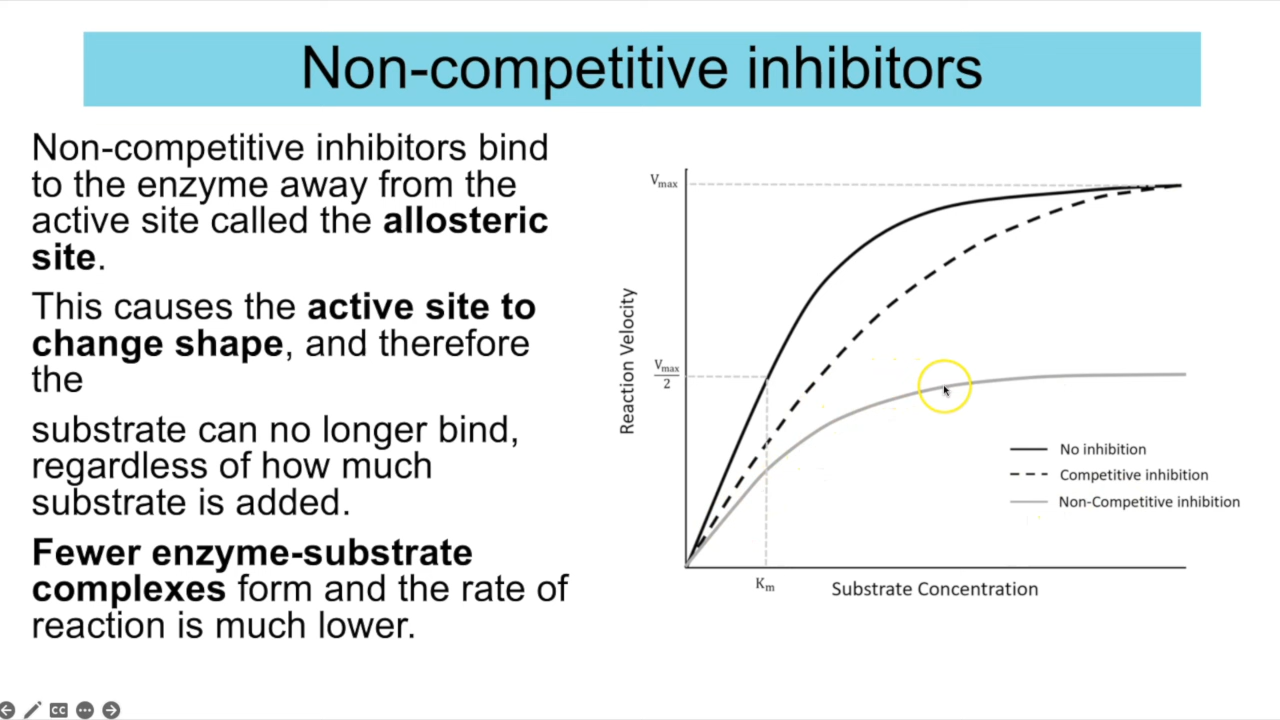 Non-competitive inhibitors
Non-competitive inhibitors bind
to the enzyme away from the
active site called the allosteric
site.
This causes the active site to
change shape, and therefore
the
substrate can no longer bind,
regardless of how much
substrate is added.
Fewer enzyme-substrate
complexes form and the rate of
reaction is much lower.
Vmax
Reaction Velocity
Vmax
2
No inhibition
Competitive inhibition
Non-Competitive inhibition
Km
Substrate Concentration
CC